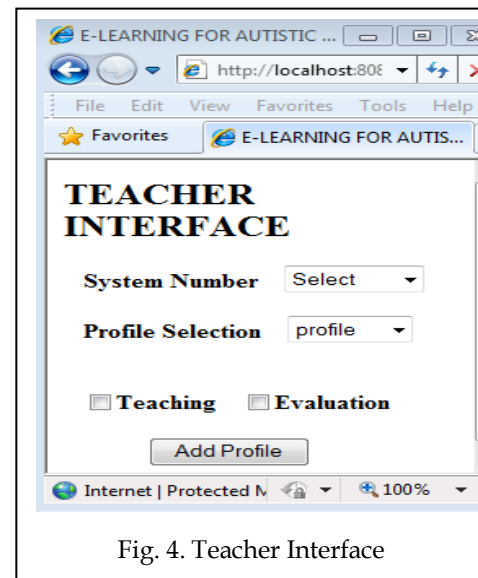 E-LEARNING FOR AUTISTIC ...
http://localhost:808
File Edit View Favorites Tools Help
Favorites E-LEARNING FOR AUTIS...
TEACHER
INTERFACE
System Number Select
Profile Selection profile
Teaching Evaluation
Add Profile
Internet | Protected M 100%
Fig. 4. Teacher Interface